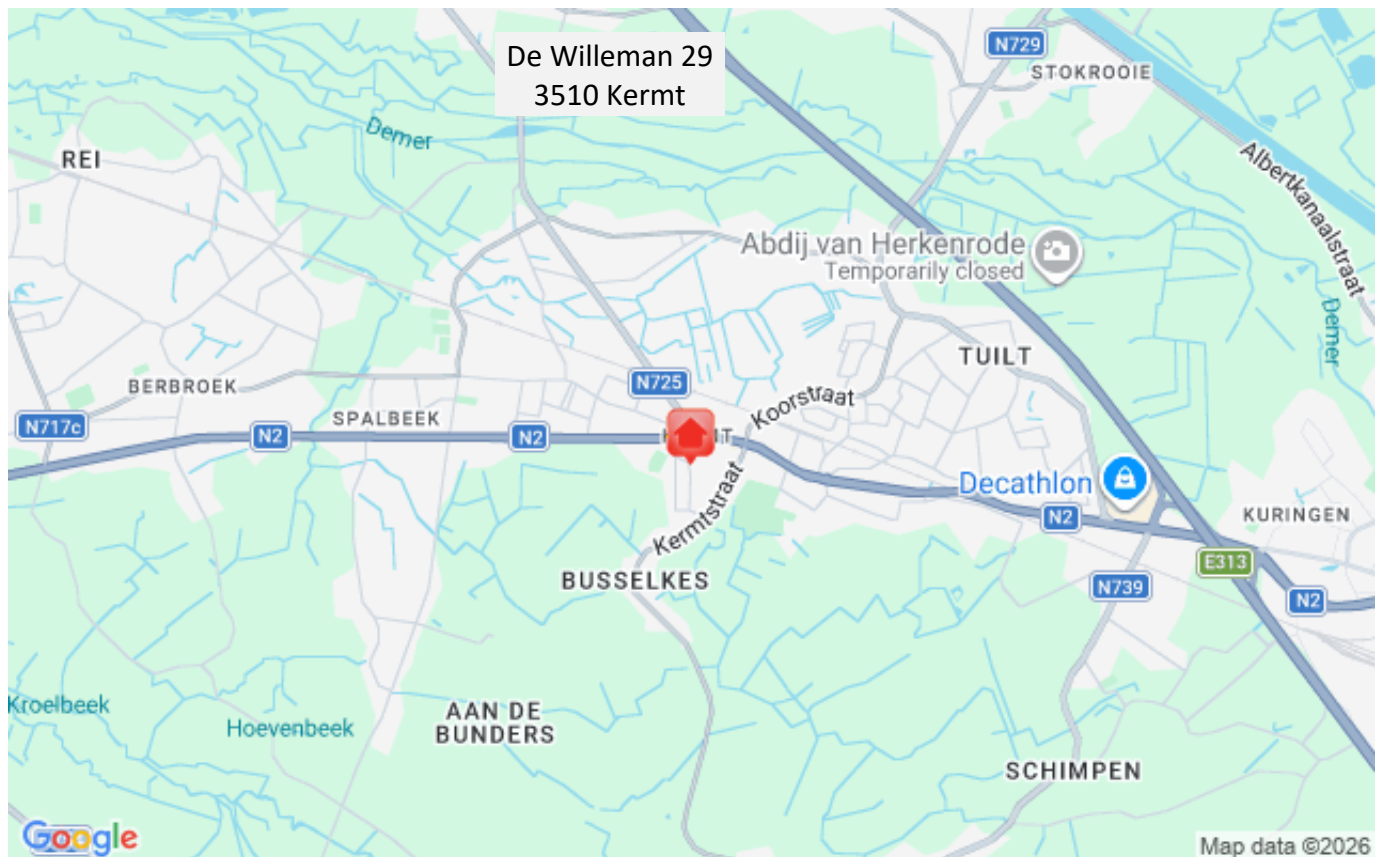 De Willeman 29
3510 Kermt
N729
STOKROOIE
Demer
REI
Albertkanaalstraat
Abdij van Herkenrode
Temporarily closed
Demer
TUILT
N725
BERBROEK
Koorstraat
SPALBEEK
N717c
N2
N2
Decathlon
N2
KURINGEN
Kermtstraat
E313
BUSSELKES
N739
N2
Kroelbeek
Hoevenbeek
AAN DE
BUNDERS
SCHIMPEN
Google
Map data ©2026